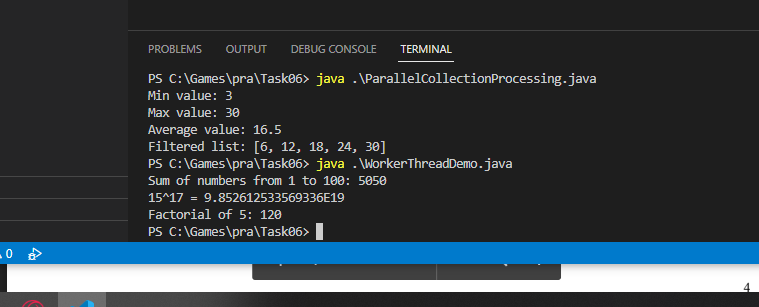 PROBLEMS OUTPUT DEBUG CONSOLE TERMINAL
PS C:\Games\pra\Task06> java .\ParallelCollectionProcessing.java
Min value: 3
Max value: 30
Average value: 16.5
Filtered list: [6, 12, 18, 24, 30]
PS C:\Games\pra\Task06> java .\WorkerThreadDemo.java
Sum of numbers from 1 to 100: 5050
15^17 = 9.852612533569336E19
Factorial of 5: 120
PS C:\Games\pra\Task06>
0
4